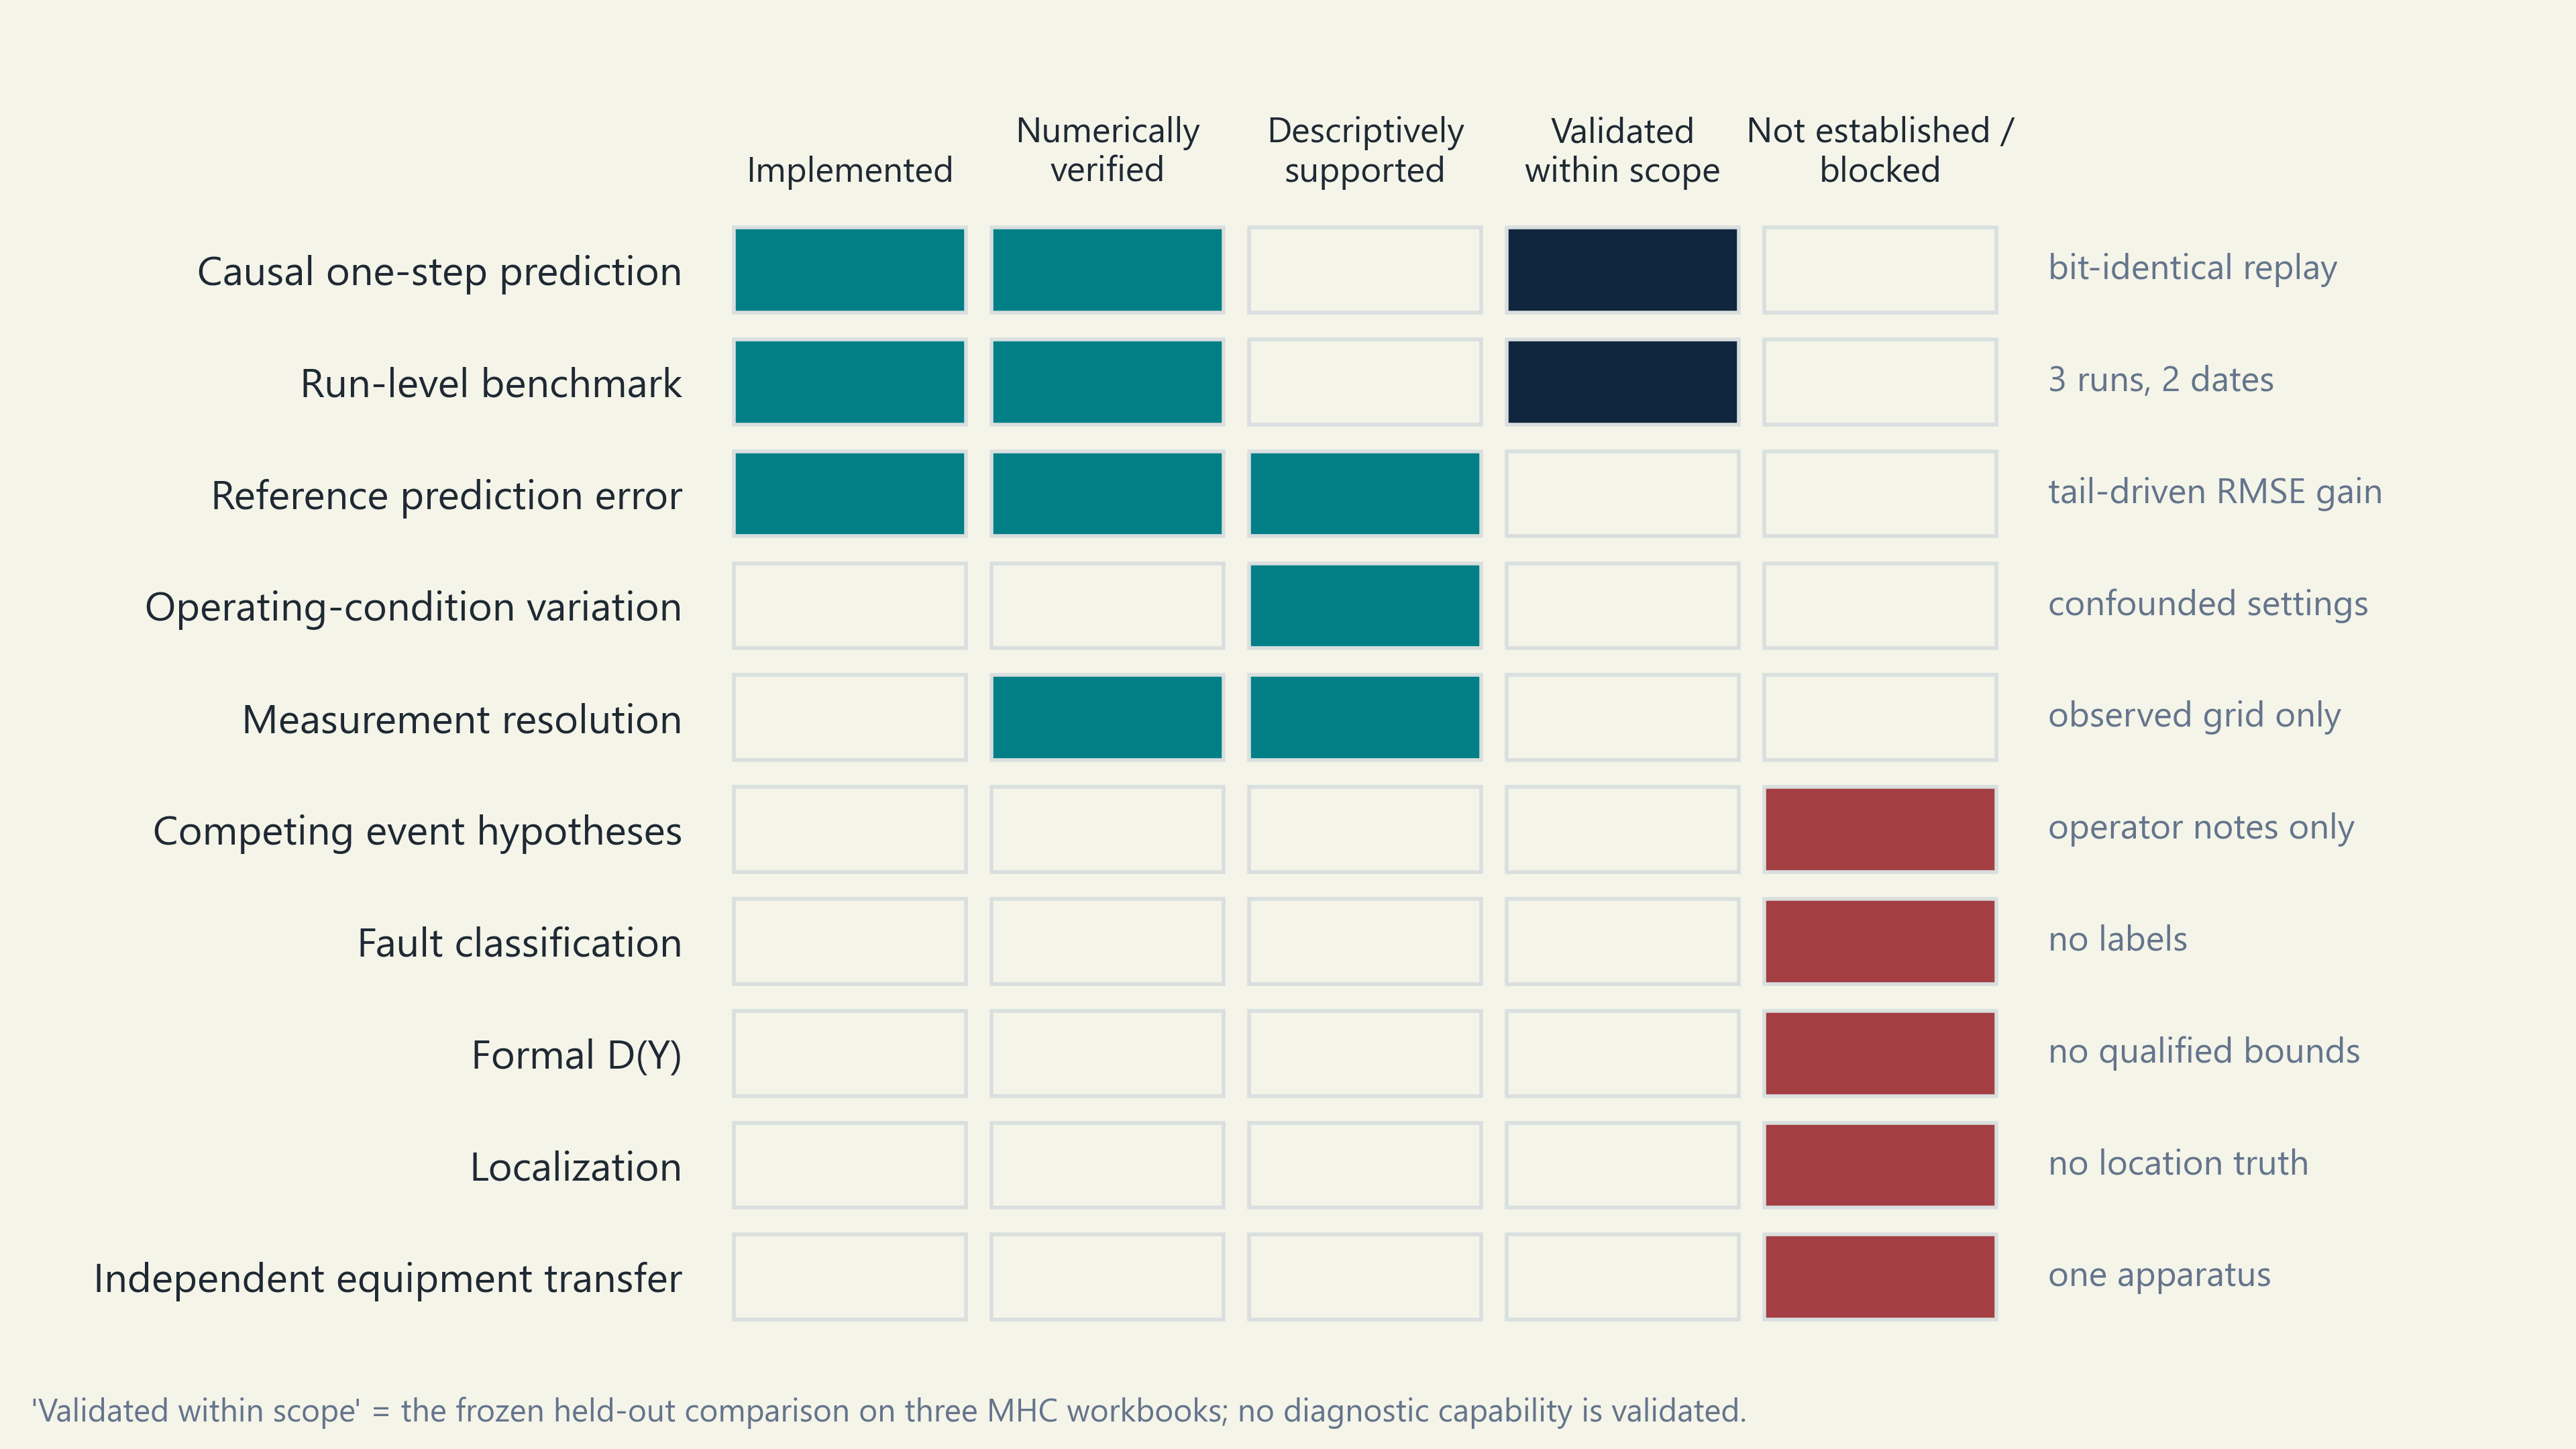 Implemented
Numerically
verified
Descriptively
supported
Validated
within scope
Not established /
blocked
Causal one-step prediction
bit-identical replay
Run-level benchmark
3 runs, 2 dates
Reference prediction error
tail-driven RMSE gain
Operating-condition variation
confounded settings
Measurement resolution
observed grid only
Competing event hypotheses
operator notes only
Fault classification
no labels
Formal D(Y)
no qualified bounds
Localization
no location truth
Independent equipment transfer
one apparatus
'Validated within scope' = the frozen held-out comparison on three MHC workbooks; no diagnostic capability is validated.